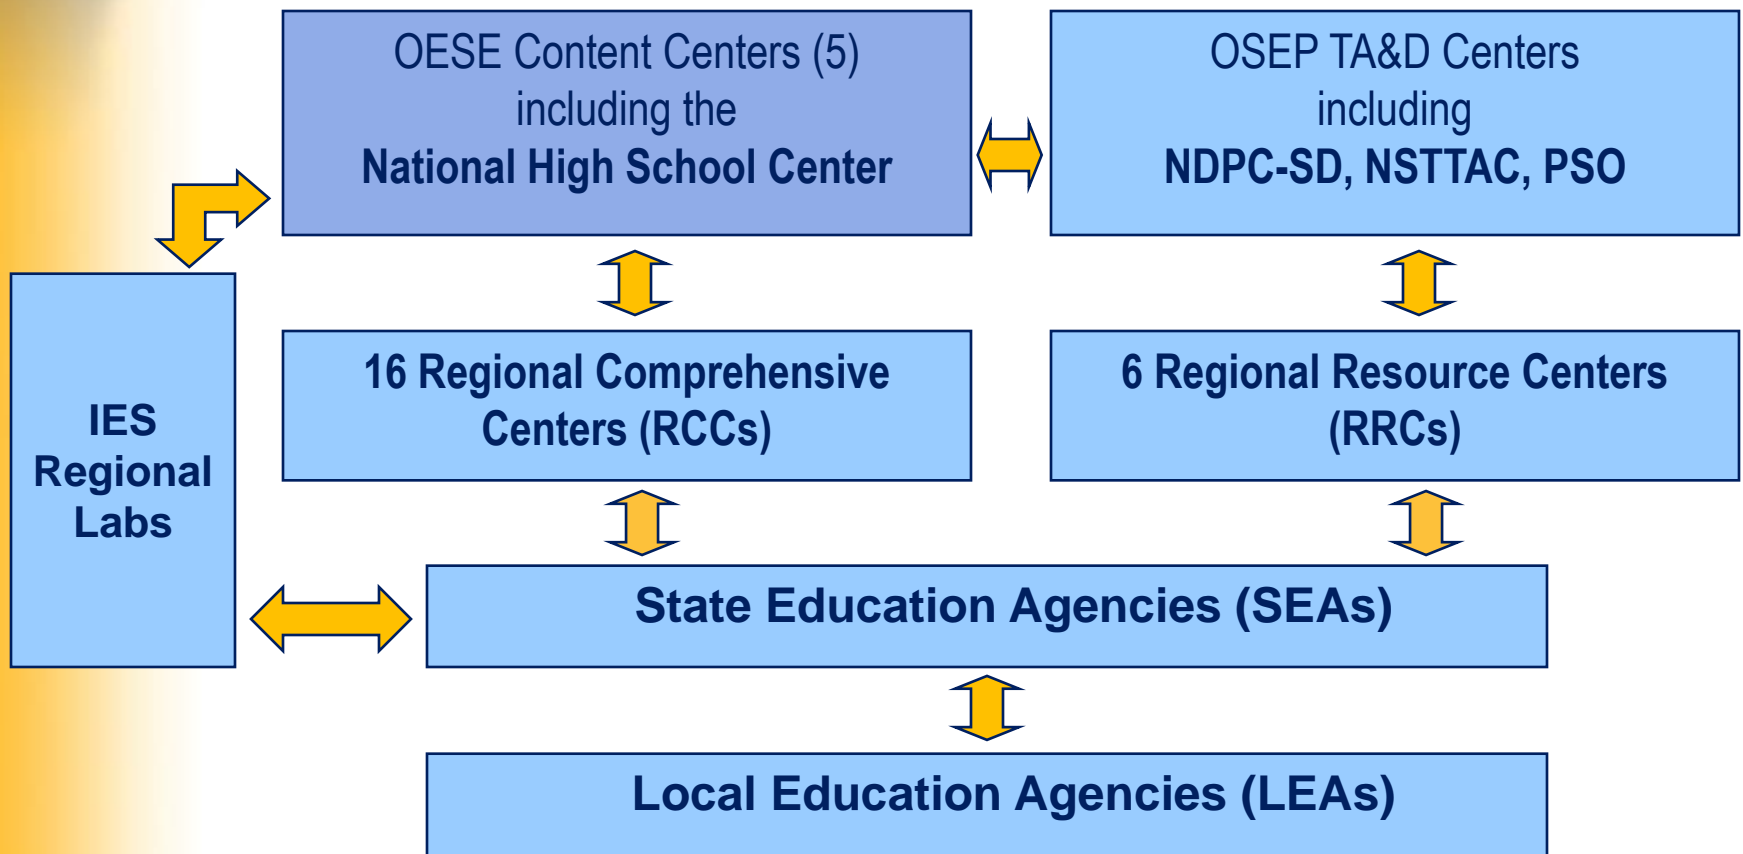 OESE Content Centers (5)
including the
National High School Center
OSEP TA&D Centers
including
NDPC-SD, NSTTAC, PSO
IES
Regional
Labs
16 Regional Comprehensive
Centers (RCCs)
6 Regional Resource Centers
(RRCs)
State Education Agencies (SEAs)
Local Education Agencies (LEAs)